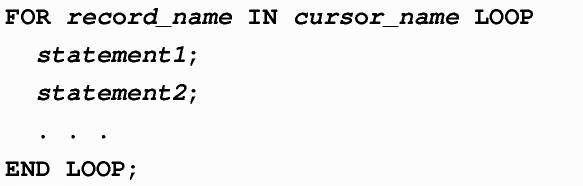 FOR record_name IN cursor_name LOOP
statement1;
statement2;
. . .
END LOOP;